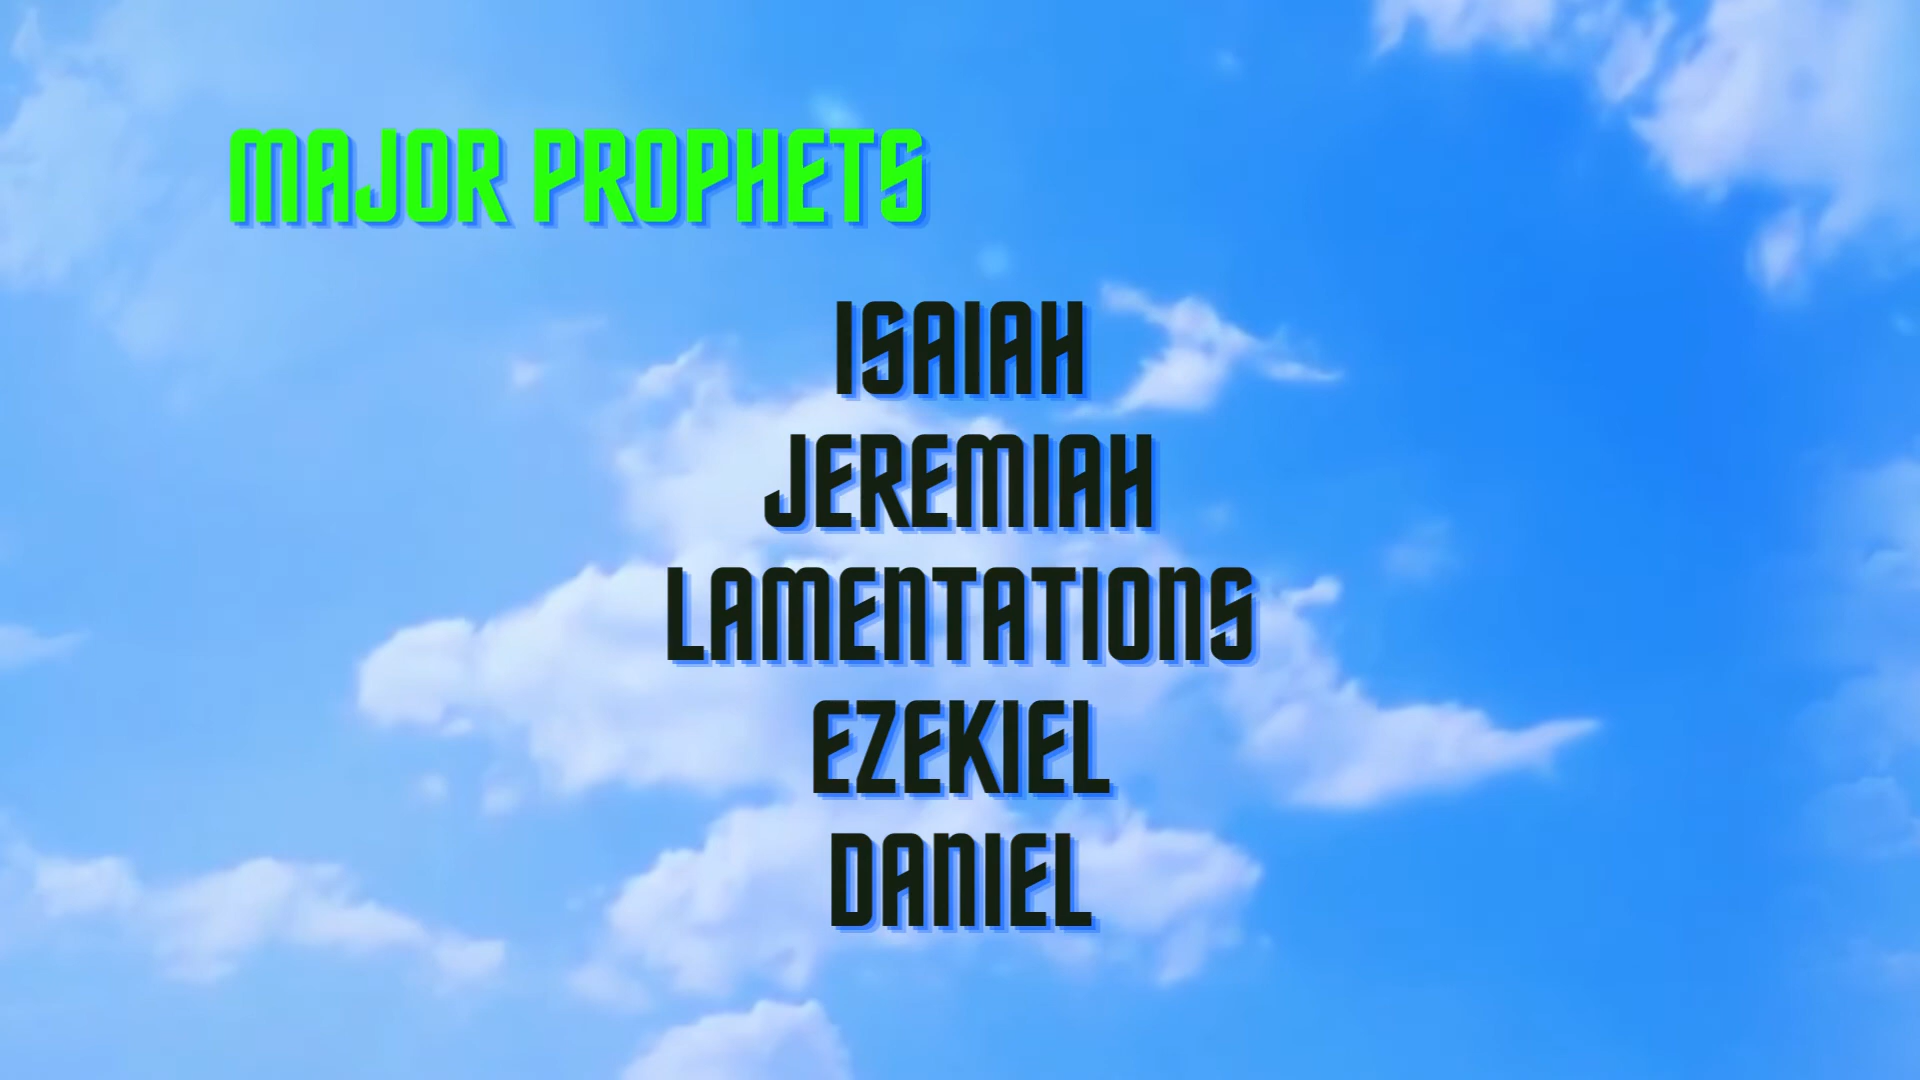 MAJOR PROPHETS
ISAIAH
JEREMIAH
LAMENTATIONS
EZEKIEL
DANIEL